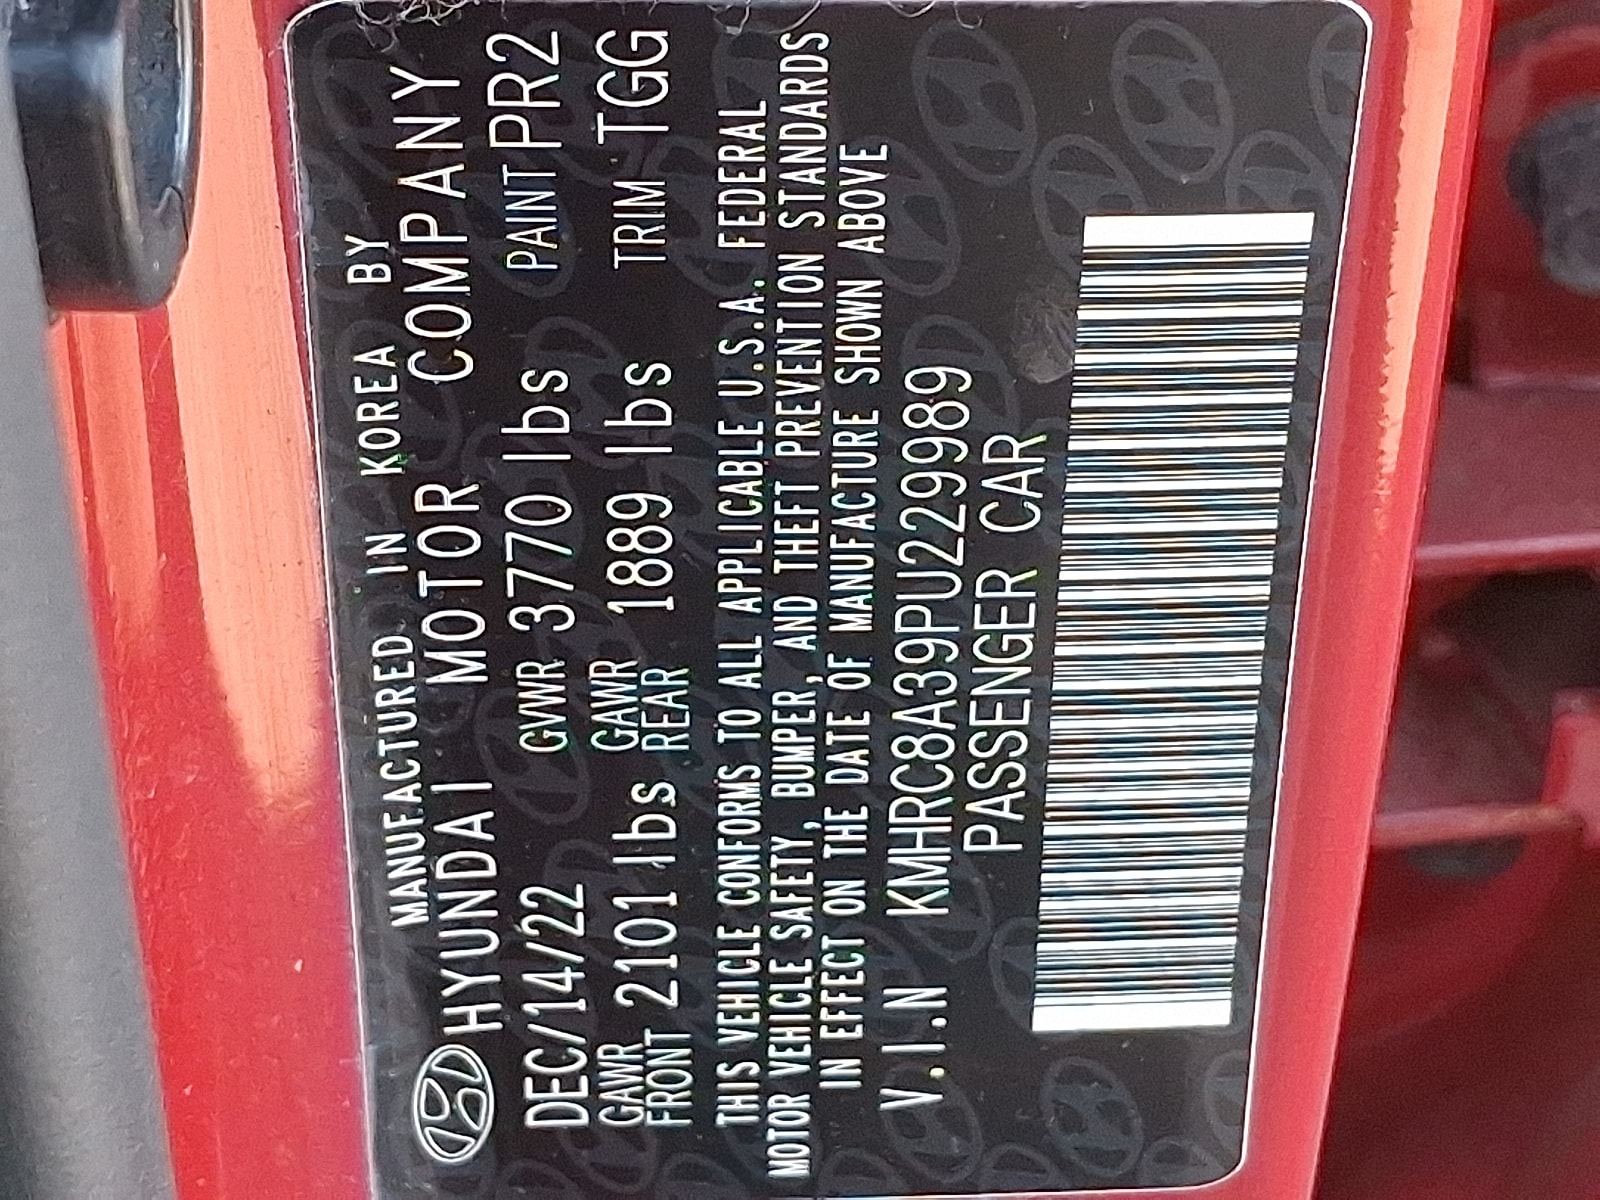 MANUFACTURED IN KOREA BY
HYUNDAI MOTOR COMPANY
DEC/14/22 GVWR 3770 lbs PAINT PR2
GAWR FRONT 2101 lbs GAWR REAR 1889 lbs TRIM TGG
THIS VEHICLE CONFORMS TO ALL APPLICABLE U.S.A. FEDERAL
MOTOR VEHICLE SAFETY, BUMPER, AND THEFT PREVENTION STANDARDS
IN EFFECT ON THE DATE OF MANUFACTURE SHOWN ABOVE
V.I.N KMHRC8A39PU229989
PASSENGER CAR